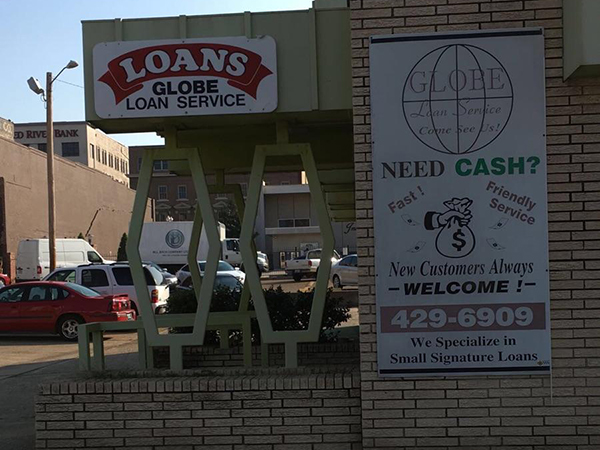 LOANS
GLOBE
LOAN SERVICE
ED RIVER BANK
GLOBE
Loan Service
Come See Us!
NEED CASH?
Fast!
Friendly
Service
$
New Customers Always
- WELCOME! -
429-6909
We Specialize in
Small Signature Loans